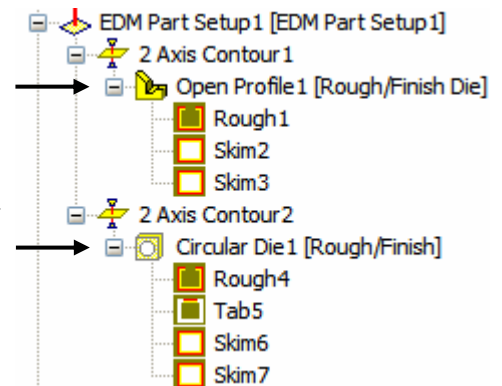 EDM Part Setup1 [EDM Part Setup1]
2 Axis Contour1
Open Profile1 [Rough/Finish Die]
Rough1
Skim2
Skim3
2 Axis Contour2
Circular Die1 [Rough/Finish]
Rough4
Tab5
Skim6
Skim7